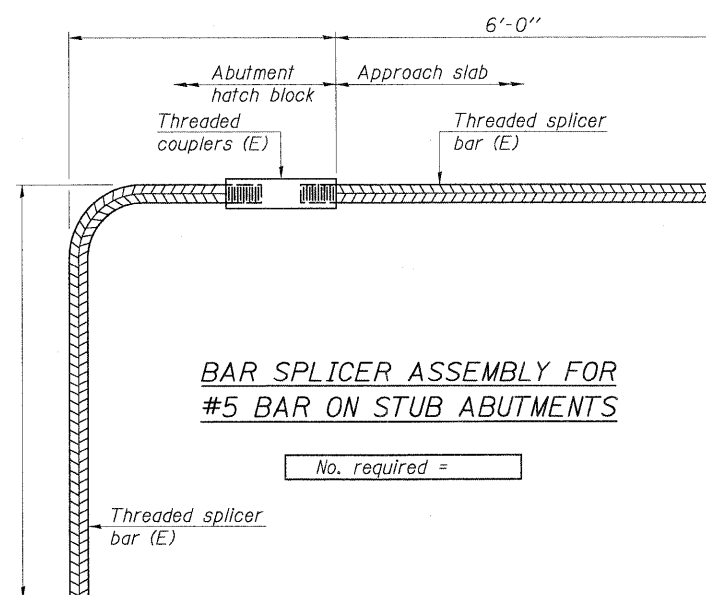 6'-0"
Abutment
hatch block
Approach slab
Threaded
couplers (E)
Threaded splicer
bar (E)
BAR SPLICER ASSEMBLY FOR
#5 BAR ON STUB ABUTMENTS
No. required =
Threaded splicer
bar (E)